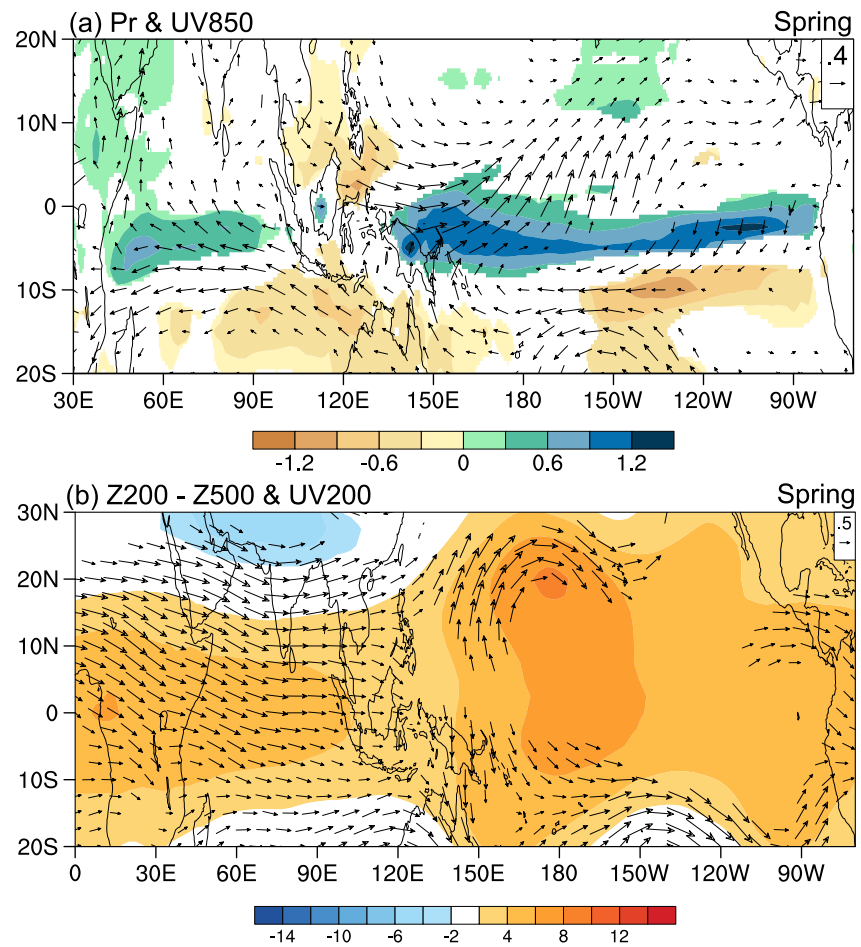 (a) Pr & UV850 Spring
20N
.4
10N
0
10S
20S
30E 60E 90E 120E 150E 180 150W 120W 90W
-1.2 -0.6 0 0.6 1.2
(b) Z200 - Z500 & UV200 Spring
30N
.5
20N
10N
0
10S
20S
0 30E 60E 90E 120E 150E 180 150W 120W 90W
-14 -10 -6 -2 4 8 12